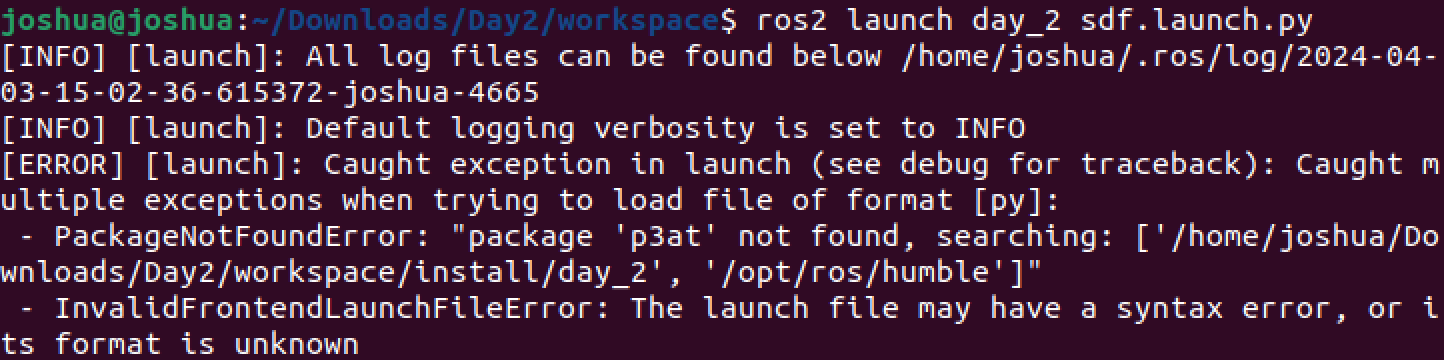 joshua@joshua:~/Downloads/Day2/workspace$ ros2 launch day_2 sdf.launch.py
[INFO] [launch]: All log files can be found below /home/joshua/.ros/log/2024-04-
03-15-02-36-615372-joshua-4665
[INFO] [launch]: Default logging verbosity is set to INFO
[ERROR] [launch]: Caught exception in launch (see debug for traceback): Caught m
ultiple exceptions when trying to load file of format [py]:
 - PackageNotFoundError: "package 'p3at' not found, searching: ['/home/joshua/Do
wnloads/Day2/workspace/install/day_2', '/opt/ros/humble']"
 - InvalidFrontendLaunchFileError: The launch file may have a syntax error, or i
ts format is unknown